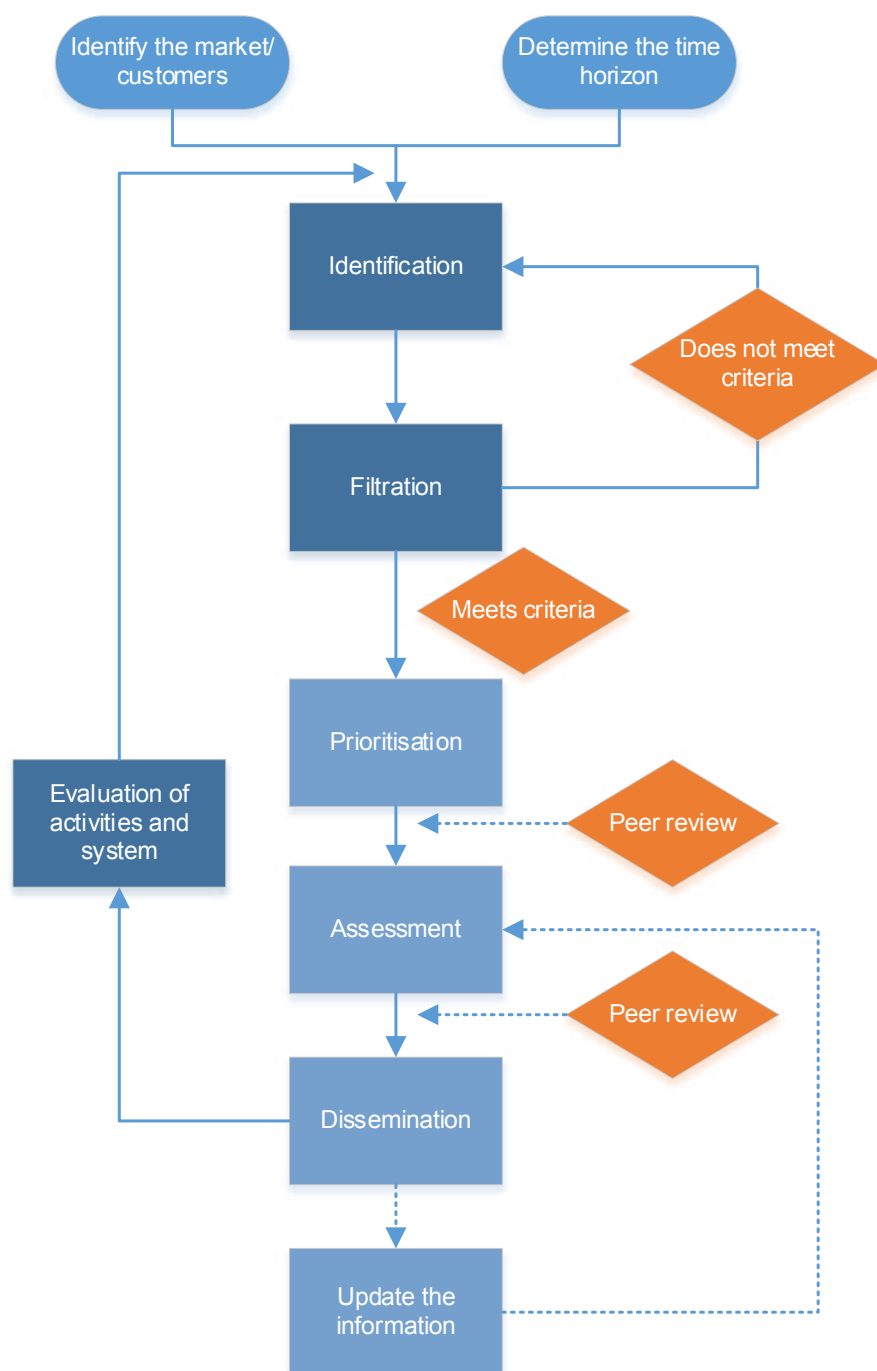 Identify the market/
customers
Determine the time
horizon
Identification
Does not meet
criteria
Filtration
Meets criteria
Prioritisation
Evaluation of
activities and
system
Peer review
Assessment
Peer review
Dissemination
Update the
information